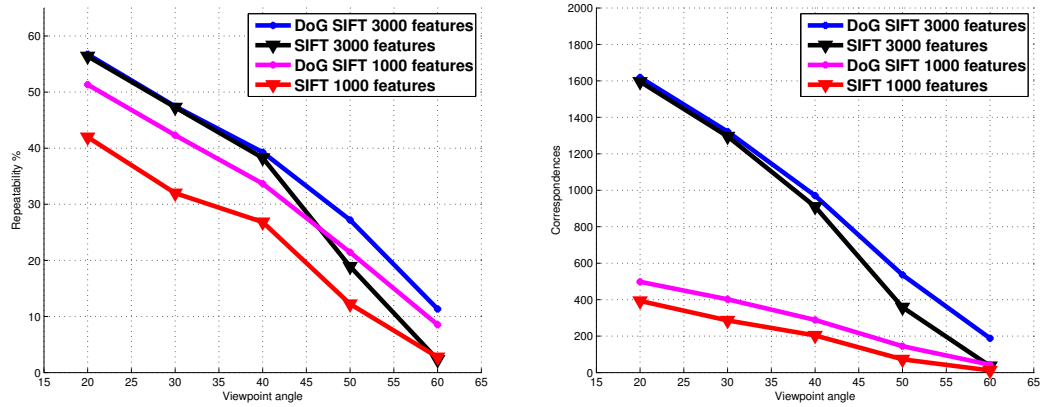 60
50
40
30
20
10
0
Repeatability %
15 20 25 30 35 40 45 50 55 60 65
Viewpoint angle
DoG SIFT 3000 features
SIFT 3000 features
DoG SIFT 1000 features
SIFT 1000 features
2000
1800
1600
1400
1200
1000
800
600
400
200
0
Correspondences
15 20 25 30 35 40 45 50 55 60 65
Viewpoint angle
DoG SIFT 3000 features
SIFT 3000 features
DoG SIFT 1000 features
SIFT 1000 features